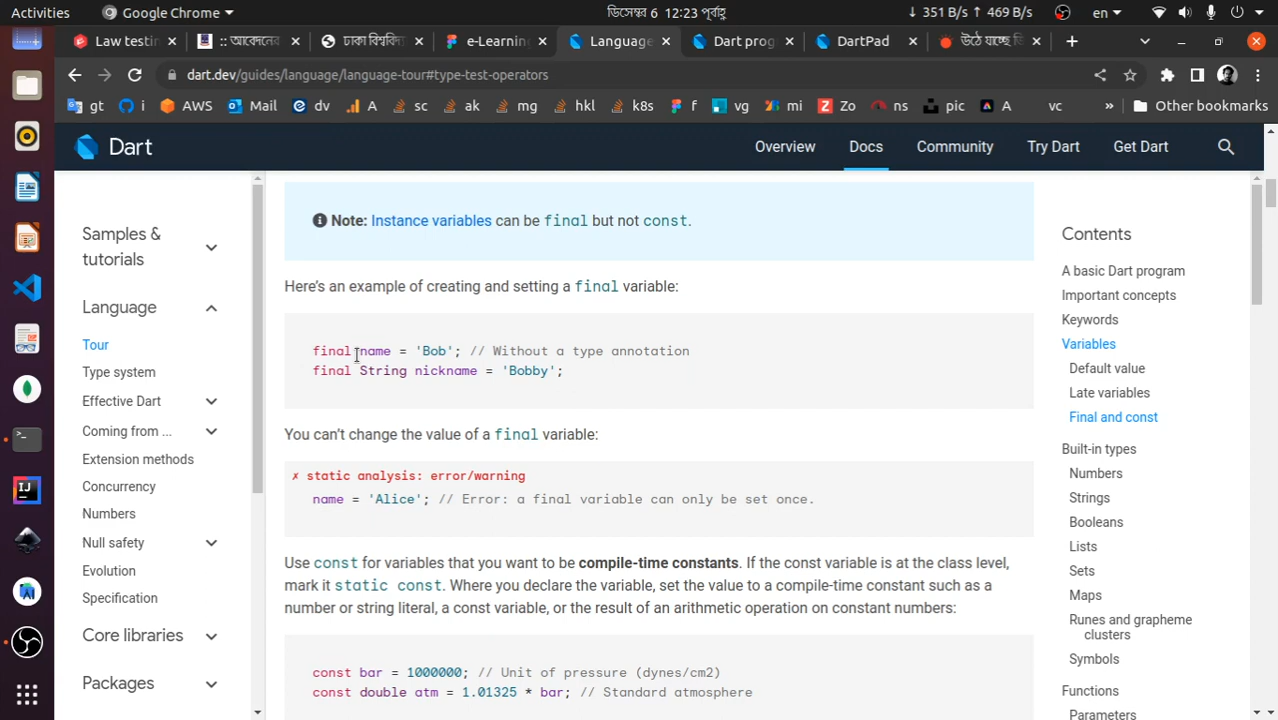 Activities
Google Chrome
ডিসেম্বর 6 12:23 পূর্বাহ্ণ
↓ 351 B/s ↑ 469 B/s
en
Law testin
:: আবেদনের
ঢাকা বিশ্ববিদ্
e-Learning
Language
Dart prog
DartPad
উঠে যাচ্ছে
dart.dev/guides/language/language-tour#type-test-operators
gt
i
AWS
Mail
dv
A
sc
ak
mg
hkl
k8s
f
vg
mi
Zo
ns
pic
A
vc
»
Other bookmarks
Dart
Overview
Docs
Community
Try Dart
Get Dart
Samples &
tutorials
Language
Tour
Type system
Effective Dart
Coming from ...
Extension methods
Concurrency
Numbers
Null safety
Evolution
Specification
Core libraries
Packages
Note: Instance variables can be final but not const.
Here's an example of creating and setting a final variable:
final name = 'Bob'; // Without a type annotation
final String nickname = 'Bobby';
You can't change the value of a final variable:
✗ static analysis: error/warning
name = 'Alice'; // Error: a final variable can only be set once.
Use const for variables that you want to be compile-time constants. If the const variable is at the class level,
mark it static const. Where you declare the variable, set the value to a compile-time constant such as a
number or string literal, a const variable, or the result of an arithmetic operation on constant numbers:
const bar = 1000000; // Unit of pressure (dynes/cm2)
const double atm = 1.01325 * bar; // Standard atmosphere
Contents
A basic Dart program
Important concepts
Keywords
Variables
Default value
Late variables
Final and const
Built-in types
Numbers
Strings
Booleans
Lists
Sets
Maps
Runes and grapheme
clusters
Symbols
Functions
Parameters